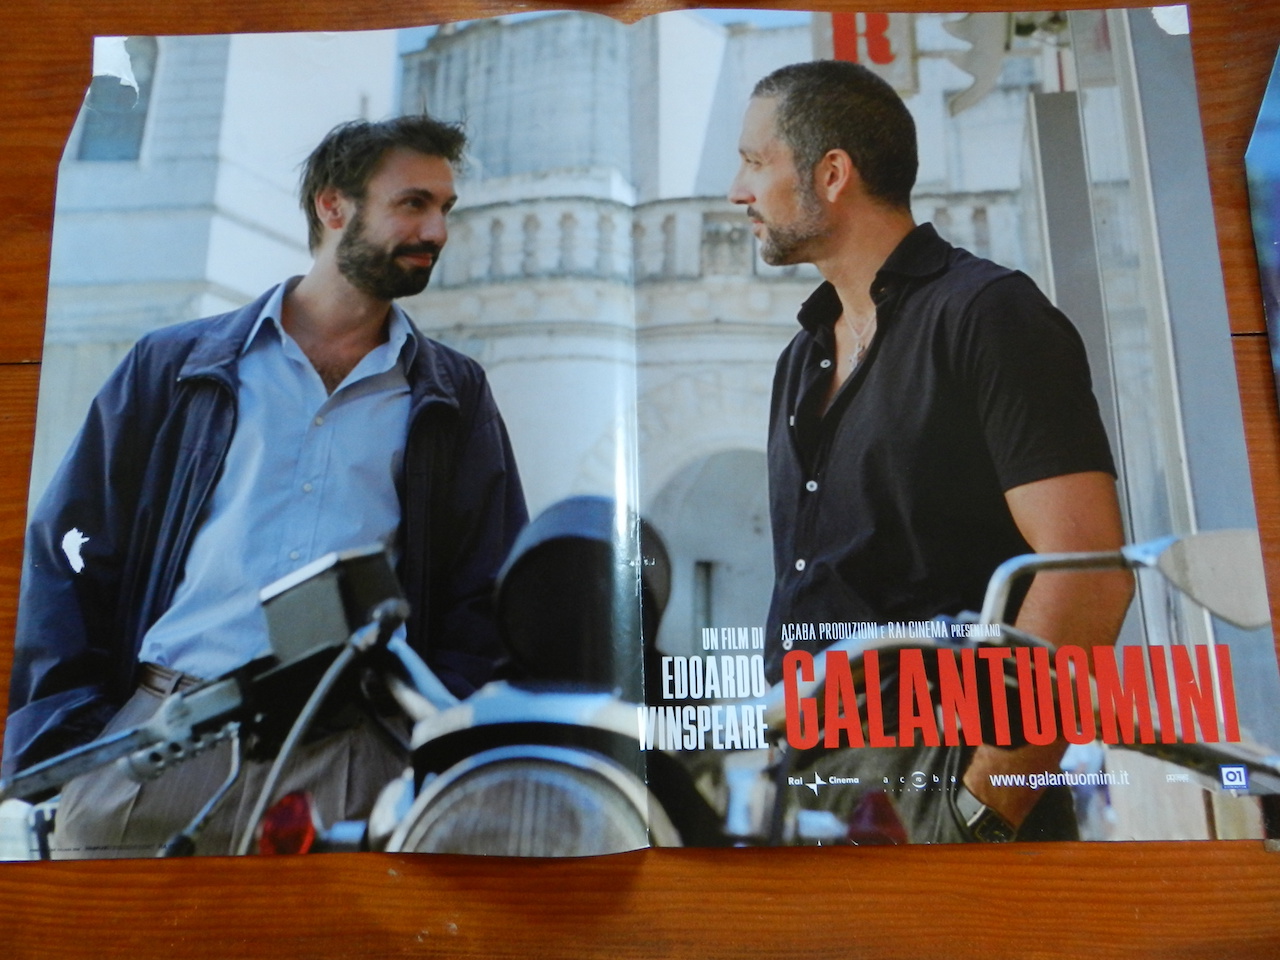 R
UN FILM DI
EDOARDO
WINSPEARE
ACABA PRODUZIONI E RAI CINEMA PRESENTANO
GALANTUOMINI
Rai Cinema
acaba
www.galantuomini.it
01